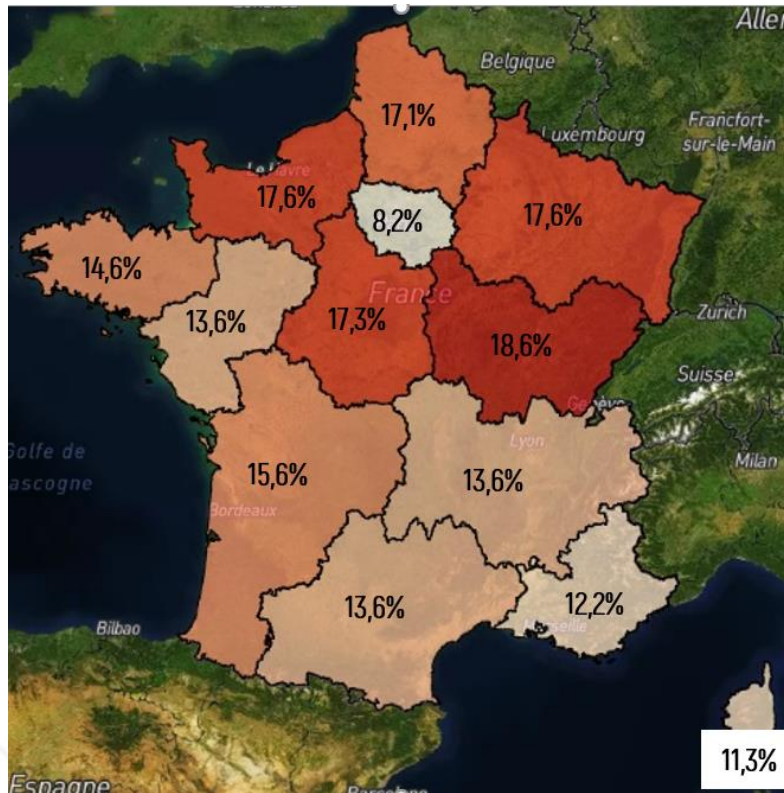 Aller
Belgique
17,1%
Luxembourg
Francfort-
sur-le-Main
Le Havre
17,6%
8,2%
17,6%
14,6%
13,6%
France
17,3%
18,6%
Zurich
Suisse
Genève
Golfe de
ascogne
15,6%
Lyon
13,6%
Milan
Bordeaux
13,6%
12,2%
Marseille
Bilbao
11,3%
Espagne
Barcelone